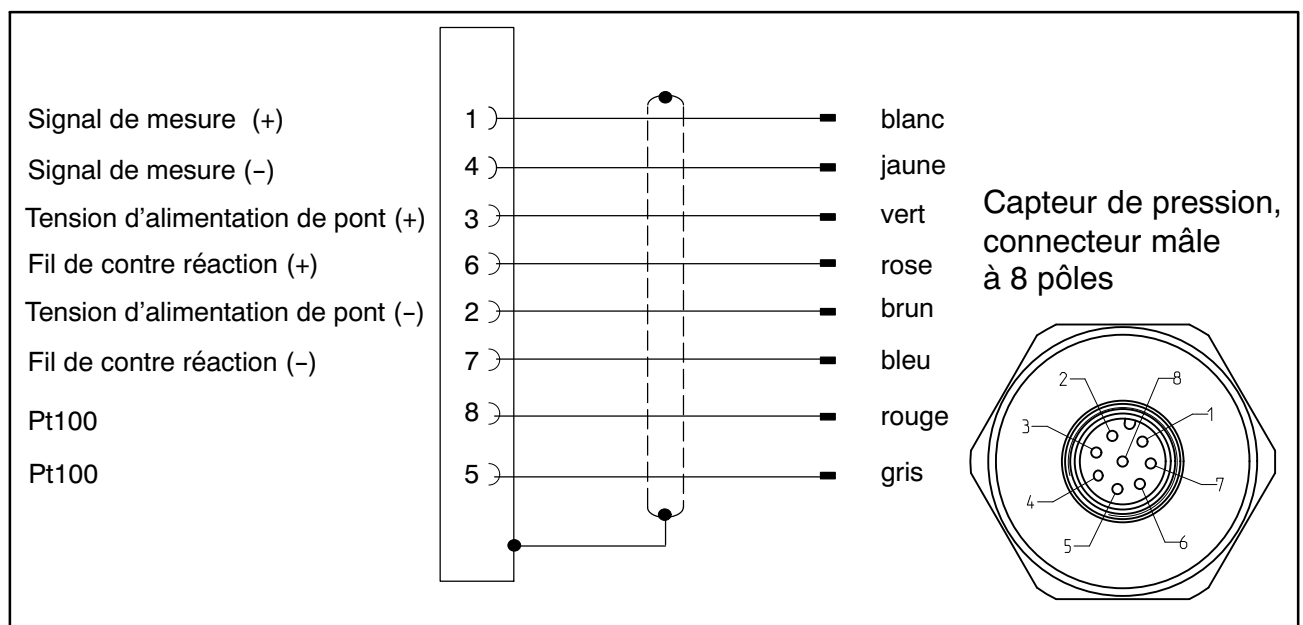 Signal de mesure (+) 1 blanc
Signal de mesure (–) 4 jaune
Tension d'alimentation de pont (+) 3 vert
Fil de contre réaction (+) 6 rose
Tension d'alimentation de pont (–) 2 brun
Fil de contre réaction (–) 7 bleu
Pt100 8 rouge
Pt100 5 gris
Capteur de pression,
connecteur mâle
à 8 pôles
2 8
3 1
4 7
5 6